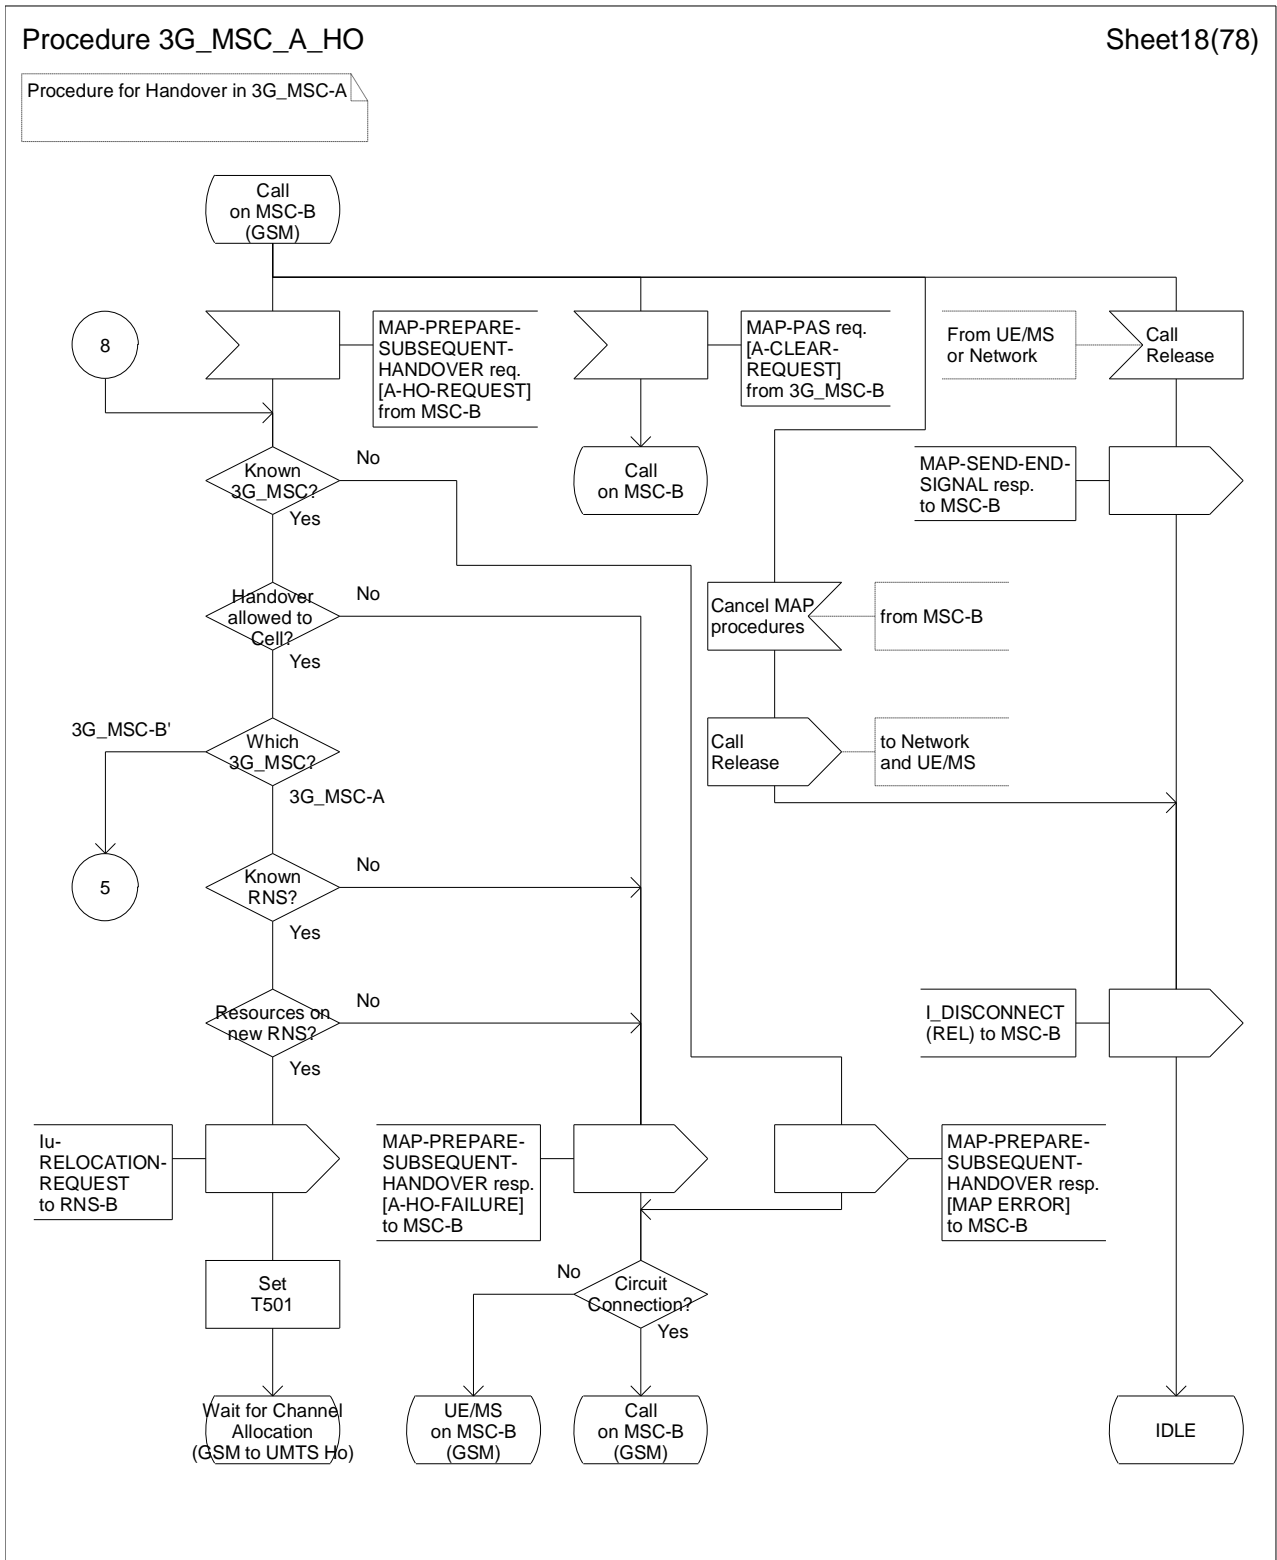 Procedure 3G_MSC_A_HO
Sheet18(78)
Procedure for Handover in 3G_MSC-A
Call
on MSC-B
(GSM)
8
MAP-PREPARE-
SUBSEQUENT-
HANDOVER req.
[A-HO-REQUEST]
from MSC-B
MAP-PAS req.
[A-CLEAR-
REQUEST]
from 3G_MSC-B
From UE/MS
or Network
Call
Release
Known
3G_MSC?
No
Yes
Call
on MSC-B
MAP-SEND-END-
SIGNAL resp.
to MSC-B
Handover
allowed to
Cell?
No
Yes
Cancel MAP
procedures
from MSC-B
3G_MSC-B'
Which
3G_MSC?
3G_MSC-A
Call
Release
to Network
and UE/MS
5
Known
RNS?
No
Yes
Resources on
new RNS?
No
Yes
I_DISCONNECT
(REL) to MSC-B
Iu-
RELOCATION-
REQUEST
to RNS-B
MAP-PREPARE-
SUBSEQUENT-
HANDOVER resp.
[A-HO-FAILURE]
to MSC-B
MAP-PREPARE-
SUBSEQUENT-
HANDOVER resp.
[MAP ERROR]
to MSC-B
Set
T501
No
Circuit
Connection?
Yes
Wait for Channel
Allocation
(GSM to UMTS Ho)
UE/MS
on MSC-B
(GSM)
Call
on MSC-B
(GSM)
IDLE